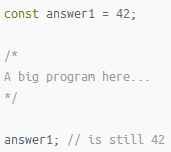 const answer1 = 42;
/*
A big program here...
*/
answer1; // is still 42